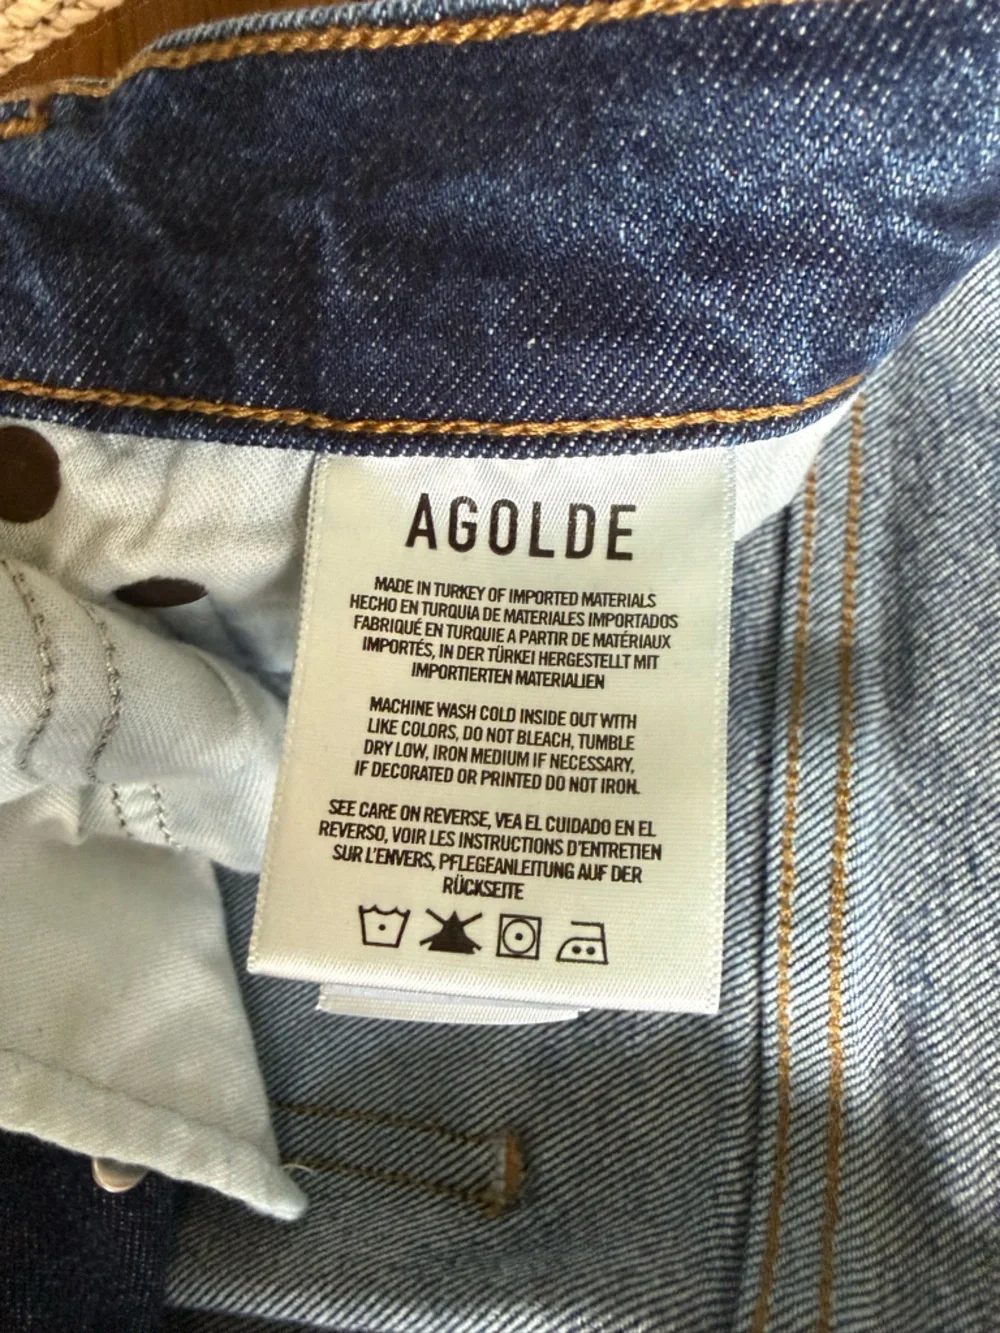 AGOLDE
MADE IN TURKEY OF IMPORTED MATERIALS
HECHO EN TURQUIA DE MATERIALES IMPORTADOS
FABRIQUÉ EN TURQUIE A PARTIR DE MATÉRIAUX
IMPORTÉS, IN DER TÜRKEI HERGESTELLT MIT
IMPORTIERTEN MATERIALIEN
MACHINE WASH COLD INSIDE OUT WITH
LIKE COLORS, DO NOT BLEACH, TUMBLE
DRY LOW, IRON MEDIUM IF NECESSARY,
IF DECORATED OR PRINTED DO NOT IRON.
SEE CARE ON REVERSE, VEA EL CUIDADO EN EL
REVERSO, VOIR LES INSTRUCTIONS D'ENTRETIEN
SUR L'ENVERS, PFLEGEANLEITUNG AUF DER
RÜCKSEITE